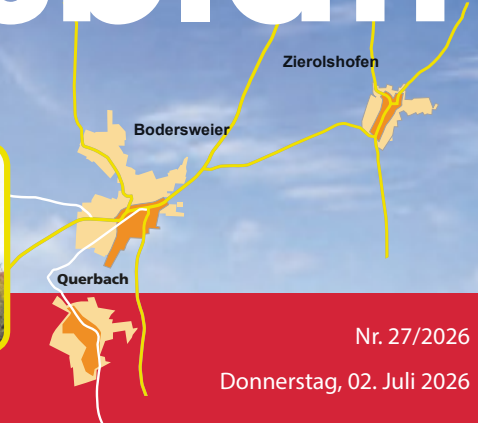 Zierolshofen
Bodersweier
Querbach
Nr. 27/2026
Donnerstag, 02. Juli 2026